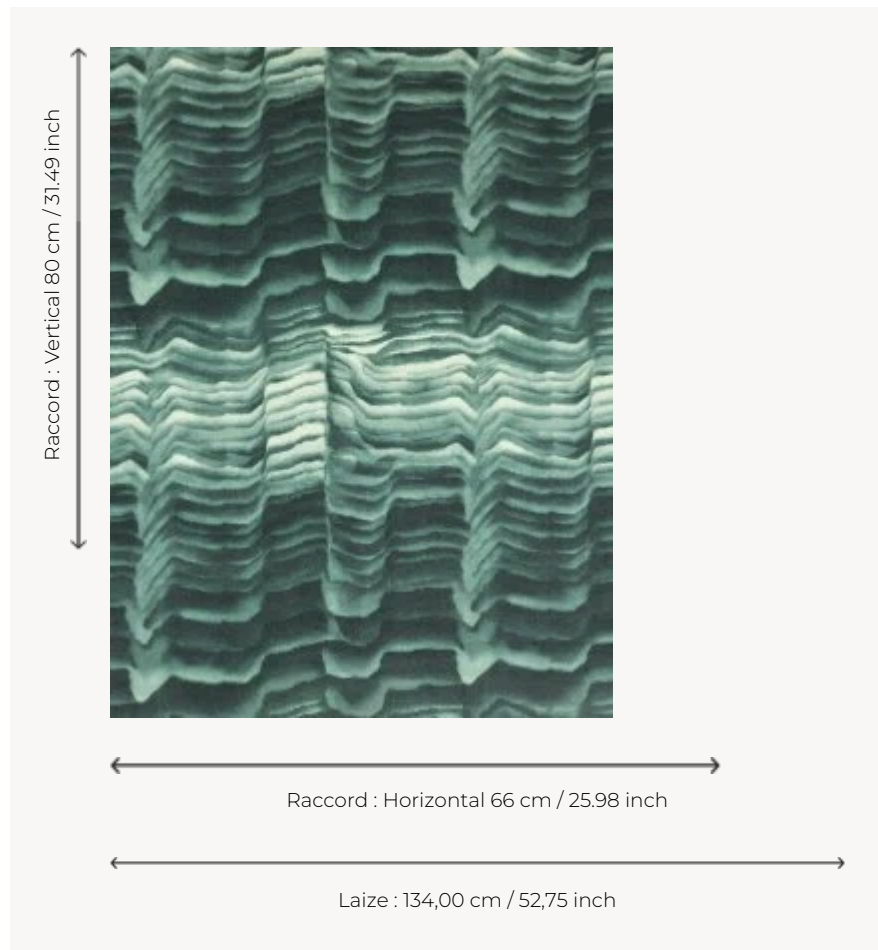 Raccord : Vertical 80 cm / 31.49 inch
Raccord : Horizontal 66 cm / 25.98 inch
Laize : 134,00 cm / 52,75 inch